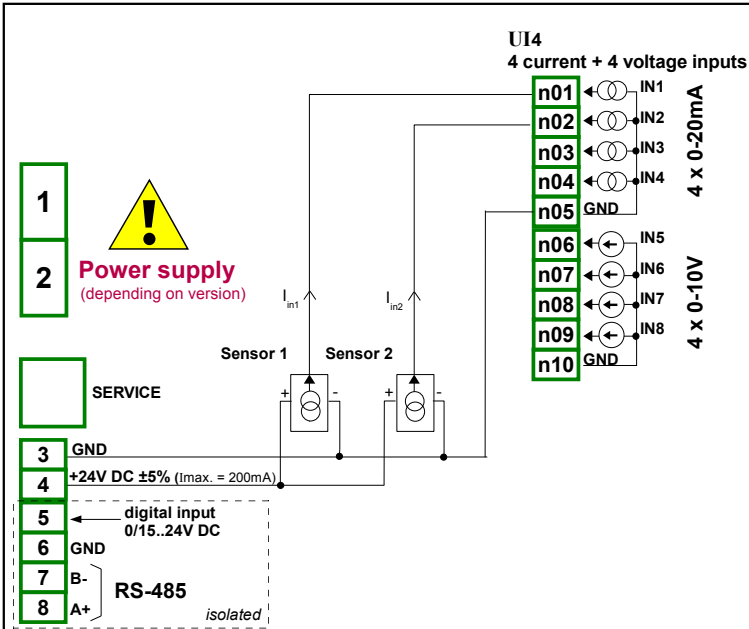 UI4
4 current + 4 voltage inputs
n01
IN1
n02
IN2
n03
IN3
n04
IN4
n05
GND
4 x 0-20mA
n06
IN5
n07
IN6
n08
IN7
n09
IN8
n10
GND
4 x 0-10V
1
2
!
Power supply
(depending on version)
I in1
I in2
Sensor 1
Sensor 2
+
-
+
-
SERVICE
3
GND
4
+24V DC ±5% (Imax. = 200mA)
5
digital input
0/15..24V DC
6
GND
7
B-
8
A+
RS-485
isolated